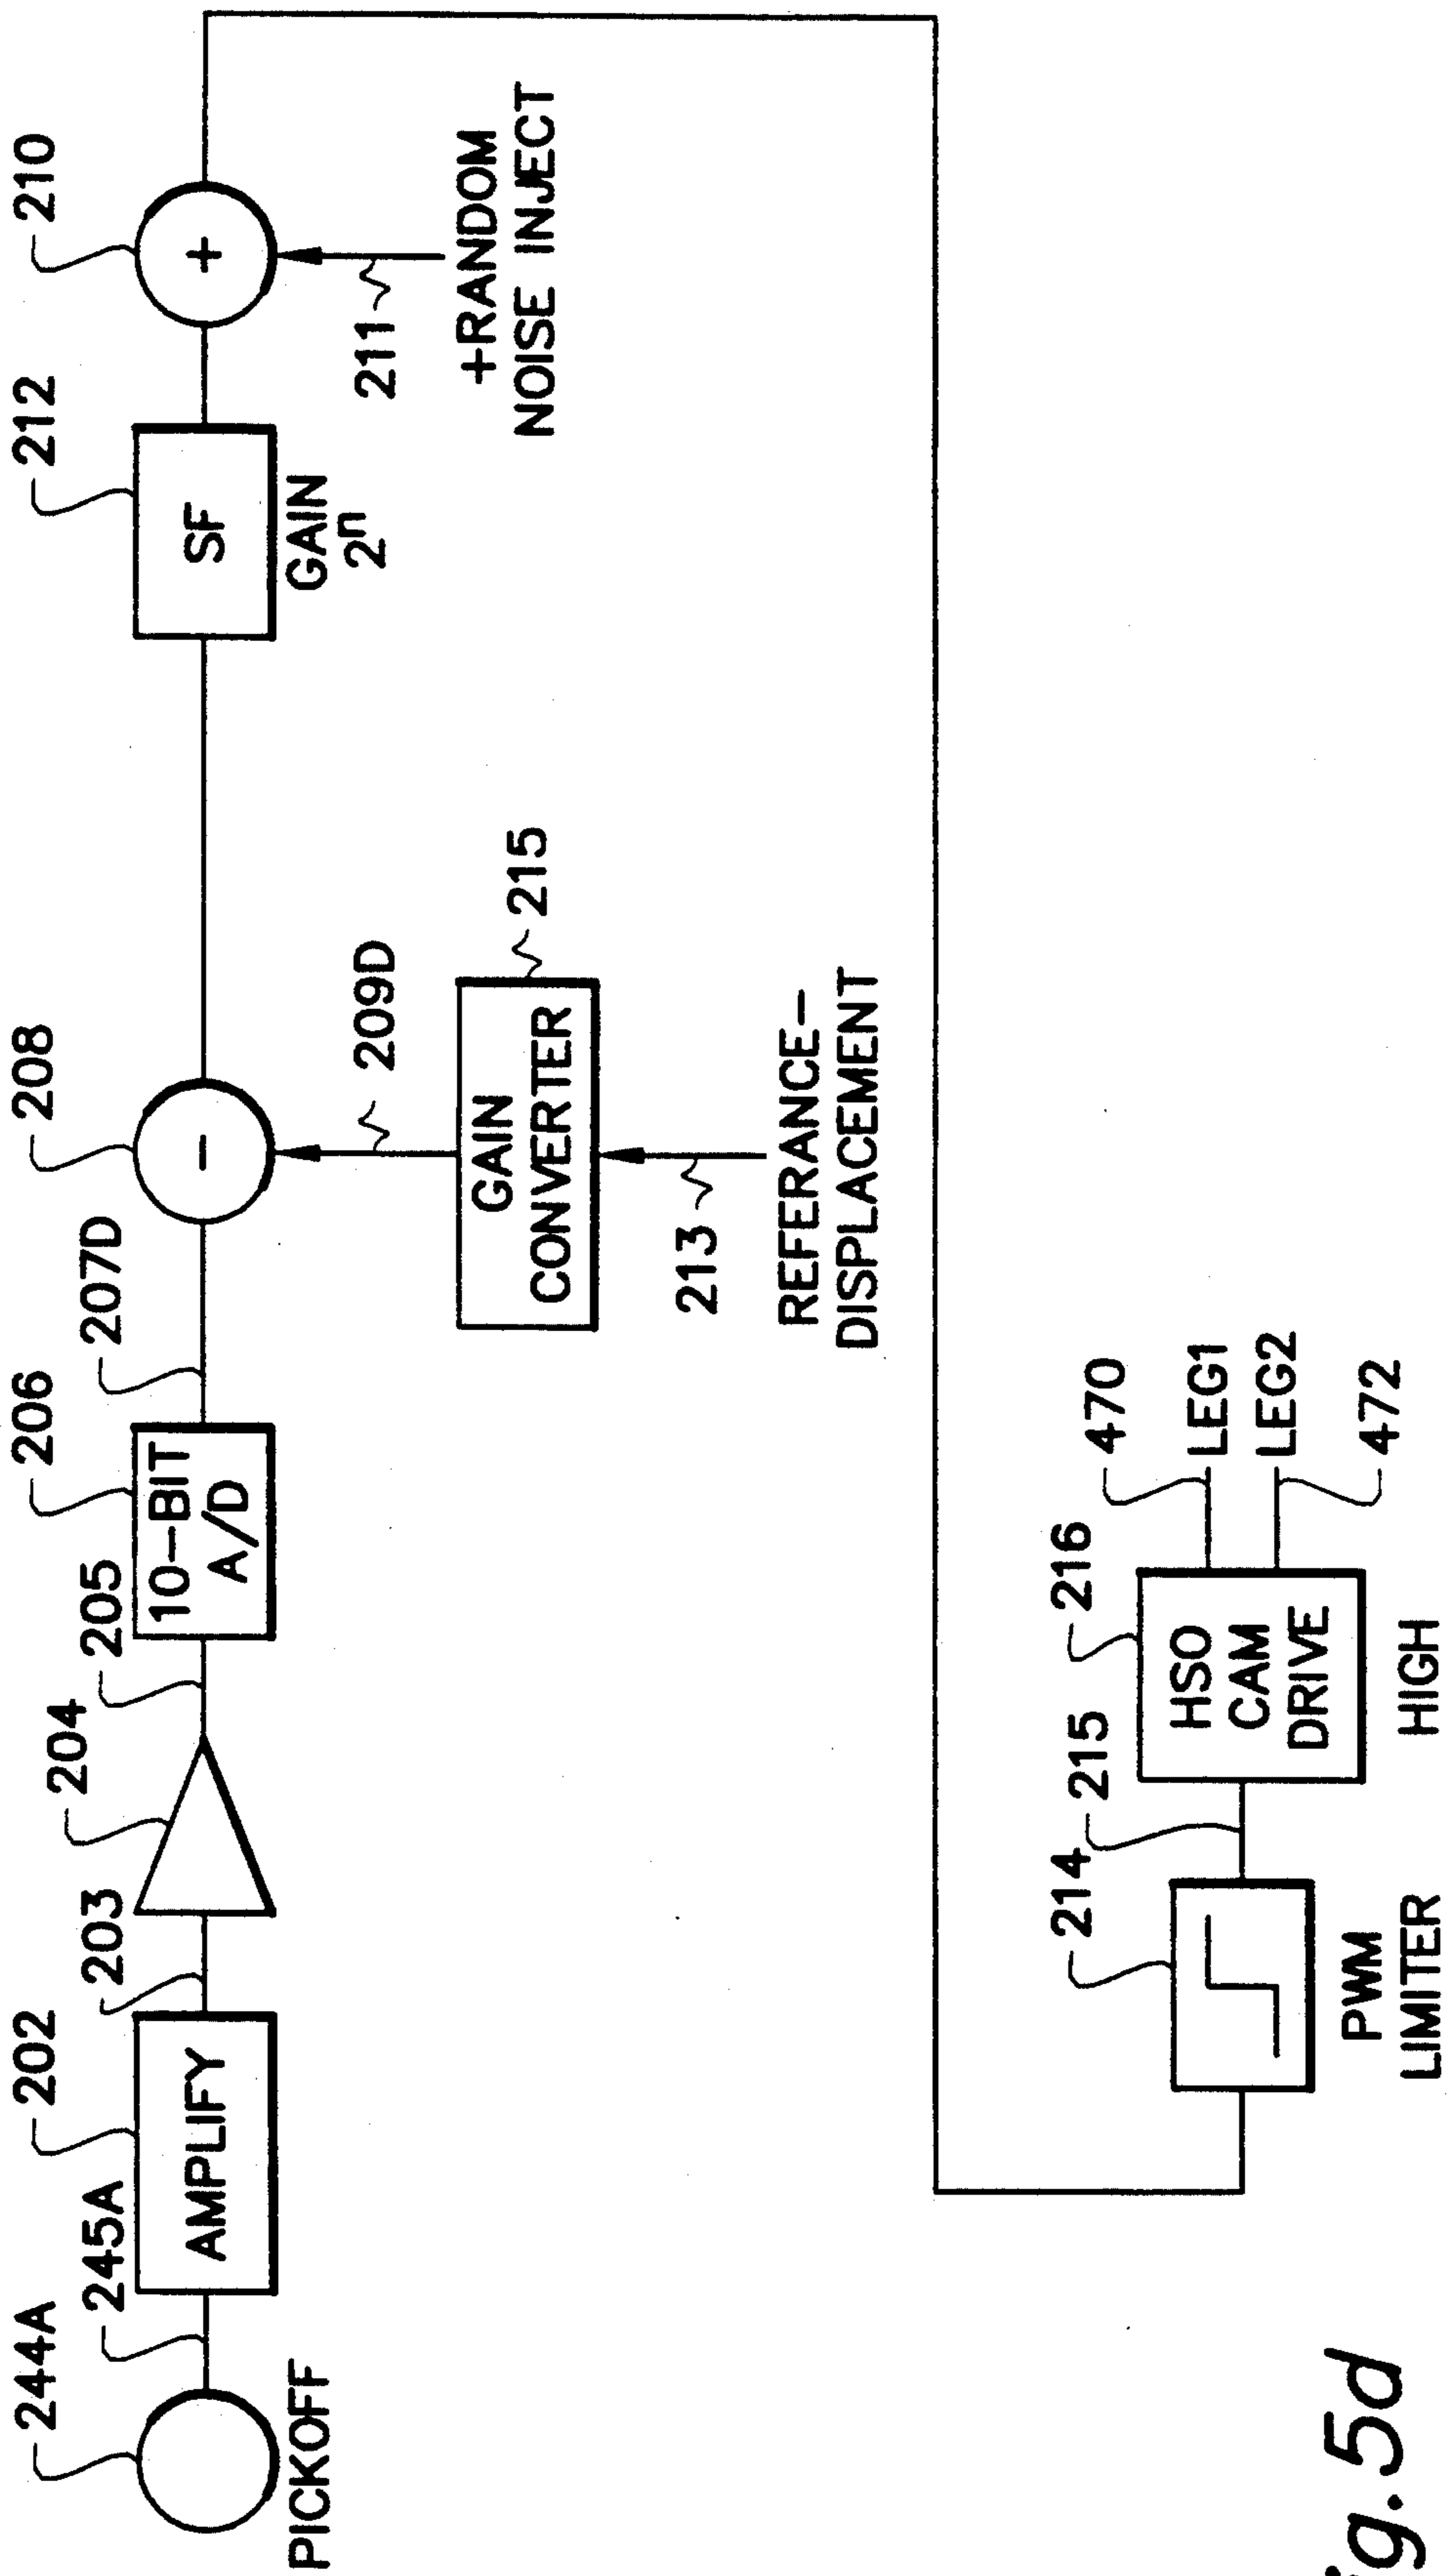 244A
245A
202
203
204
205
206
207D
208
212
210
AMPLIFY
10-BIT
A/D
-
SF
+
PICKOFF
GAIN
2ⁿ
209D
211
+RANDOM
NOISE INJECT
GAIN
CONVERTER
215
213
REFERANCE-
DISPLACEMENT
214
215
216
470
HSO
CAM
DRIVE
LEG1
LEG2
472
PWM
LIMITER
HIGH
ig. 5d